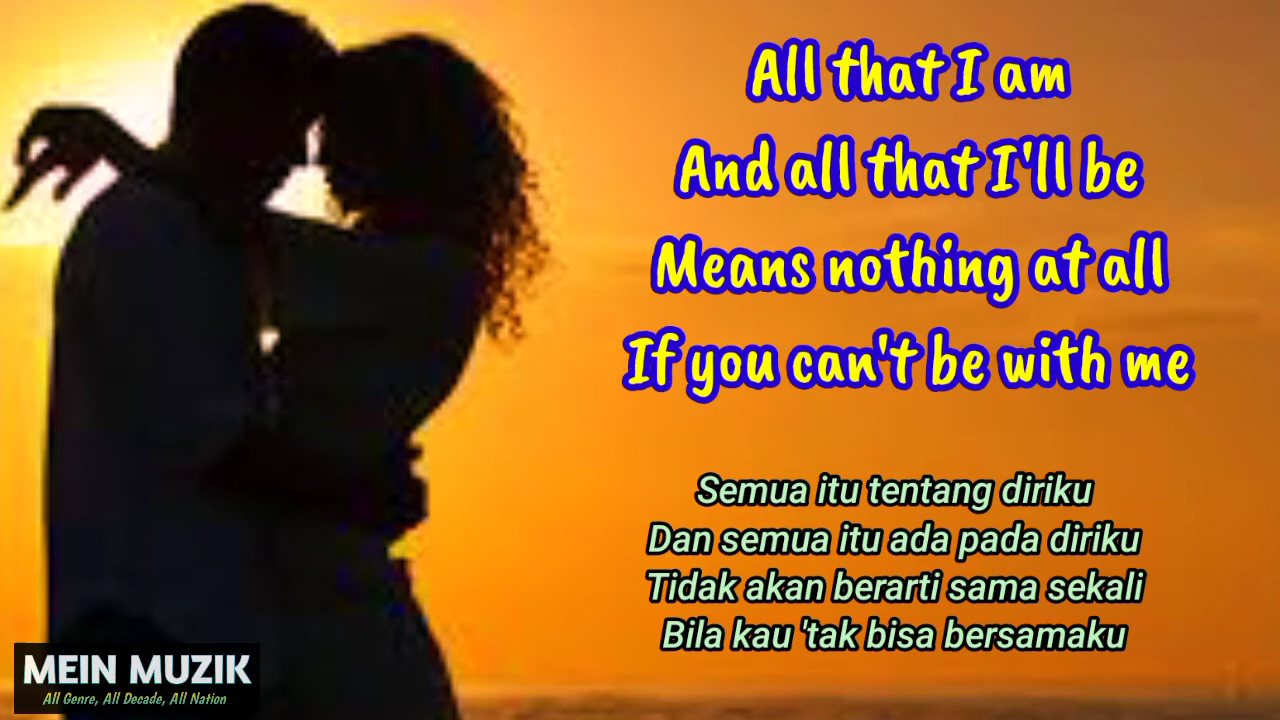 All that I am
And all that I'll be
Means nothing at all
If you can't be with me
Semua itu tentang diriku
Dan semua itu ada pada diriku
Tidak akan berarti sama sekali
Bila kau 'tak bisa bersamaku
MEIN MUZIK
All Genre, All Decade, All Nation